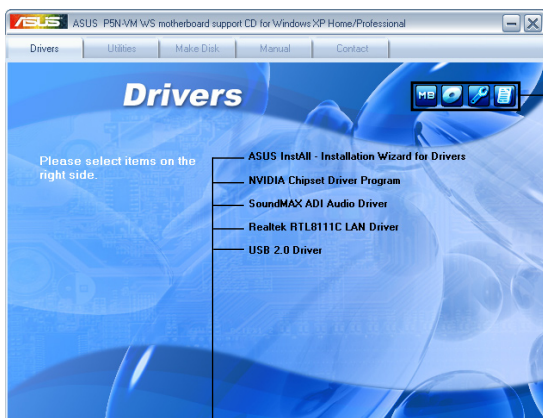 ASUS ASUS P5N-VM WS motherboard support CD for Windows XP Home/Professional
Drivers Utilities Make Disk Manual Contact
Drivers
MB
Please select items on the
right side.
ASUS InstAll - Installation Wizard for Drivers
NVIDIA Chipset Driver Program
SoundMAX ADI Audio Driver
Realtek RTL8111C LAN Driver
USB 2.0 Driver